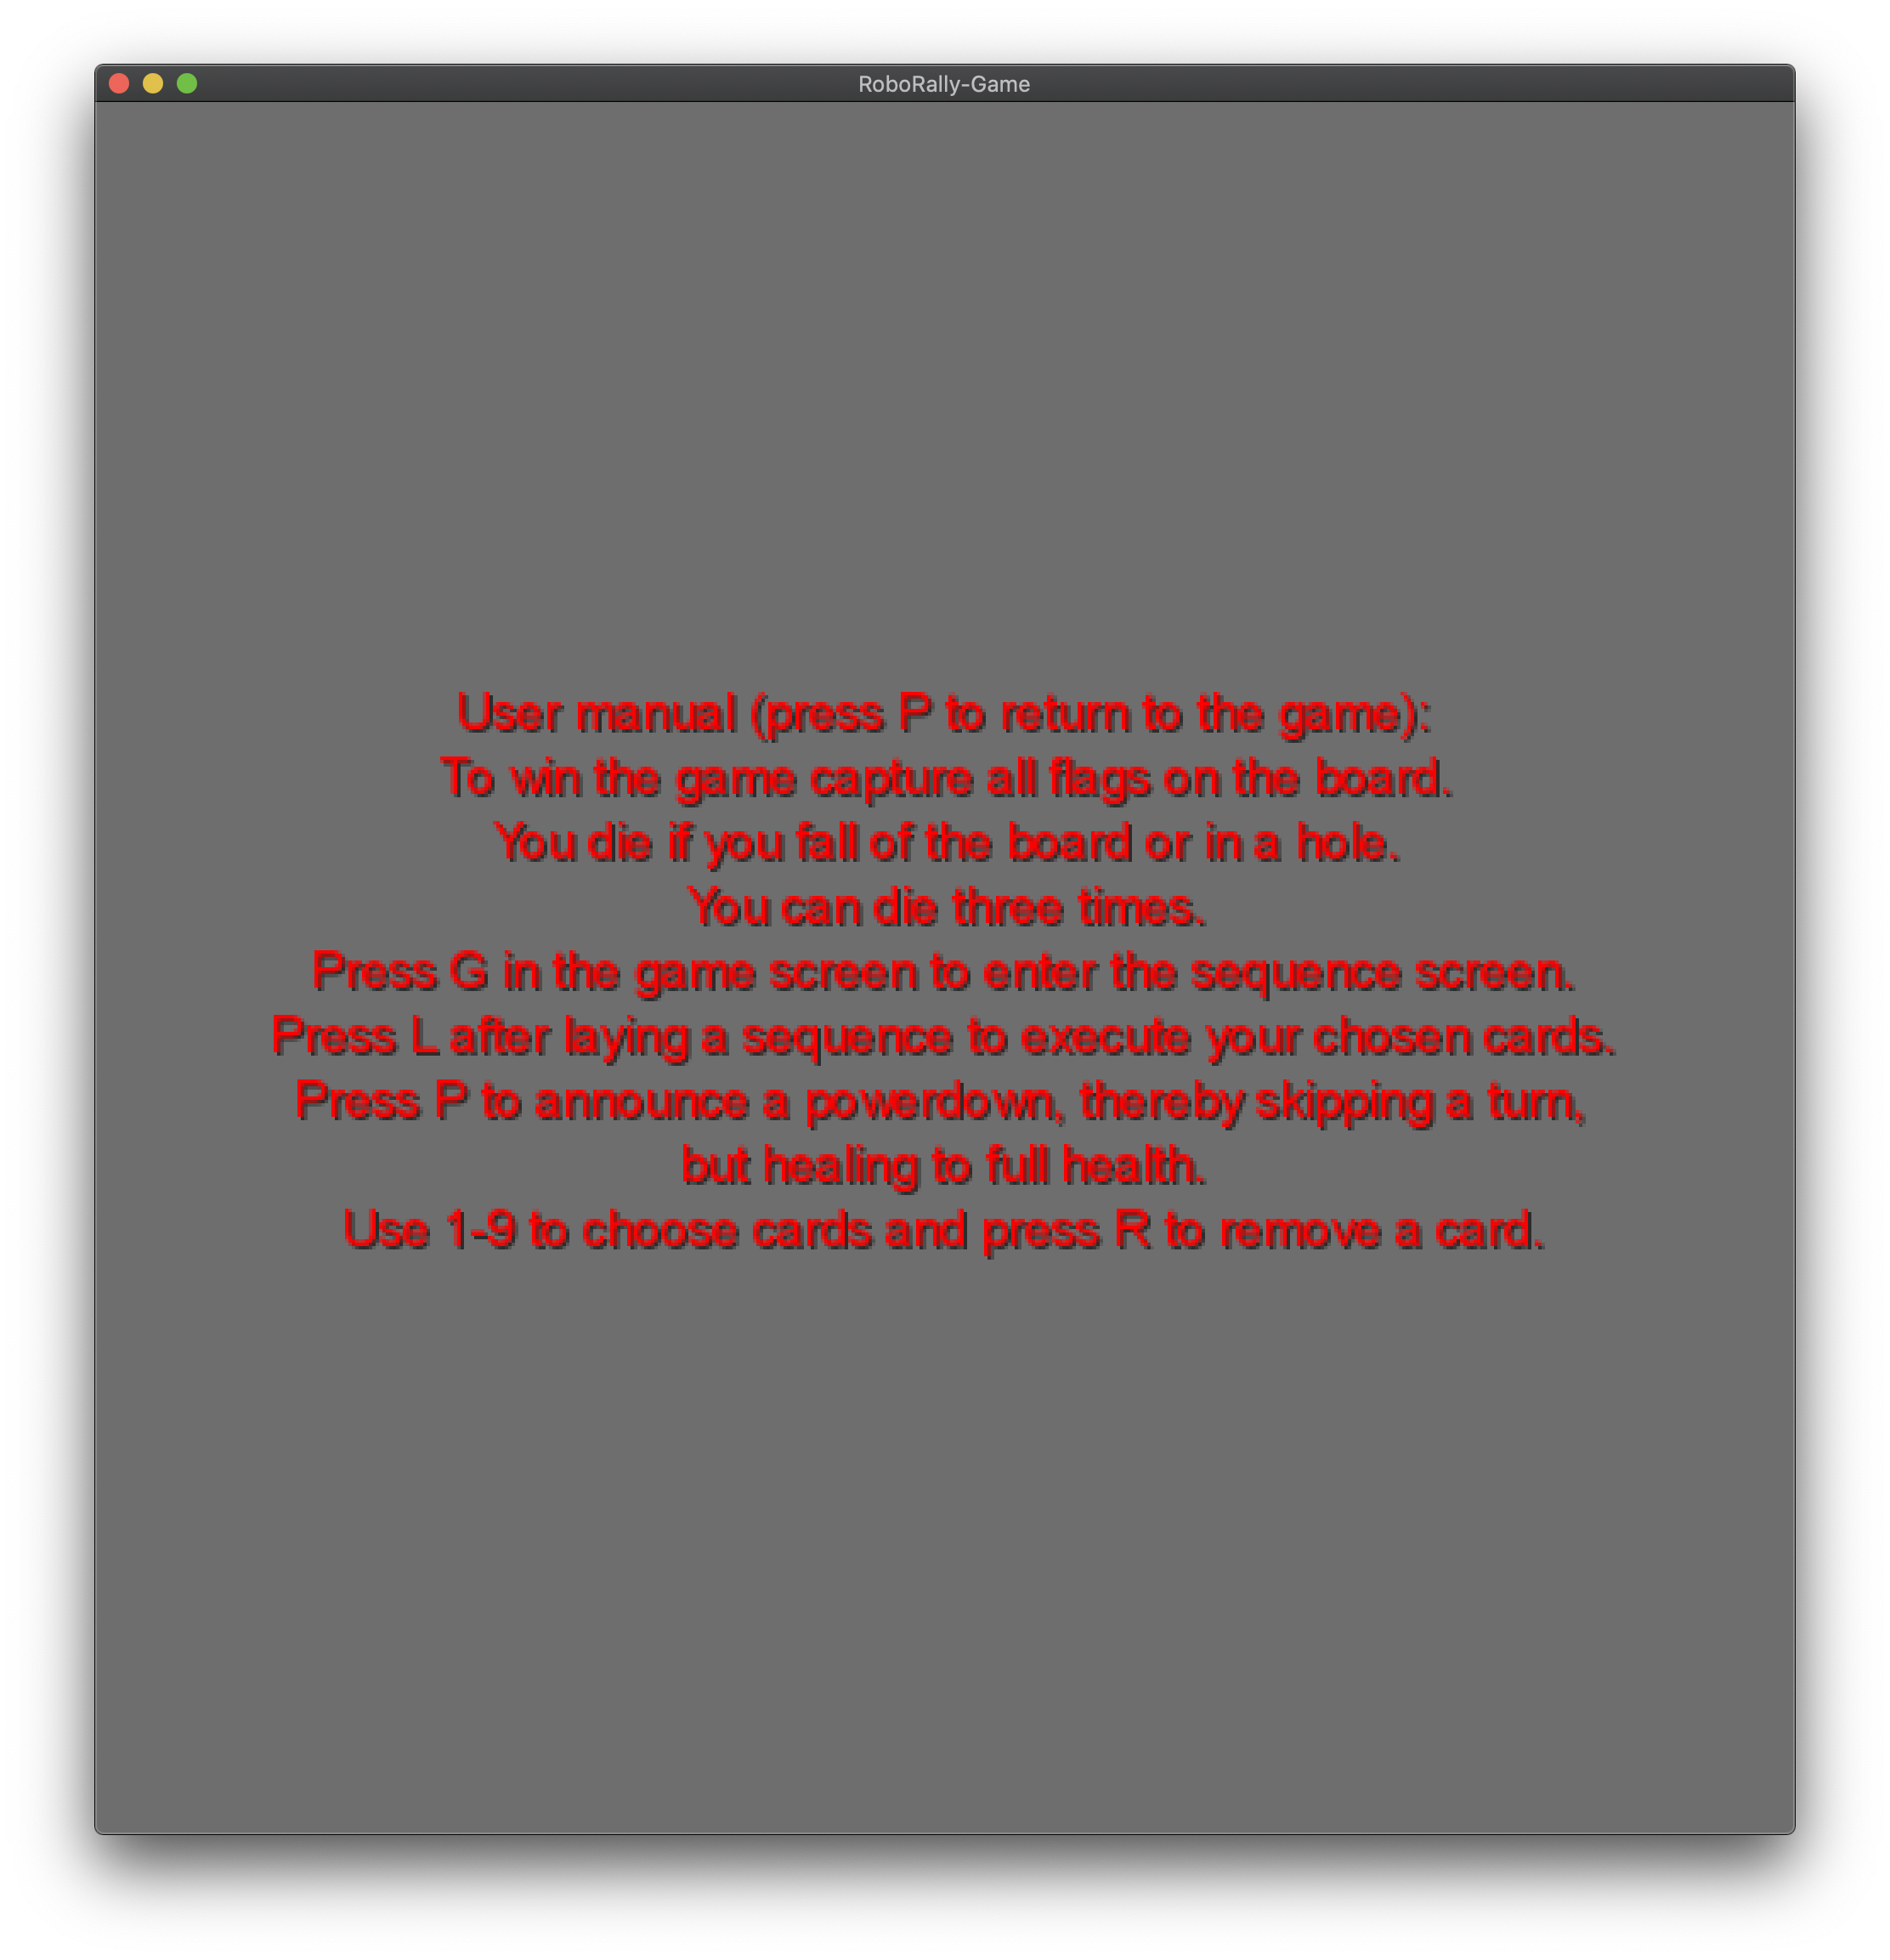 RoboRally-Game
User manual (press P to return to the game):
To win the game capture all flags on the board.
You die if you fall of the board or in a hole.
You can die three times.
Press G in the game screen to enter the sequence screen.
Press L after laying a sequence to execute your chosen cards.
Press P to announce a powerdown, thereby skipping a turn,
but healing to full health.
Use 1-9 to choose cards and press R to remove a card.